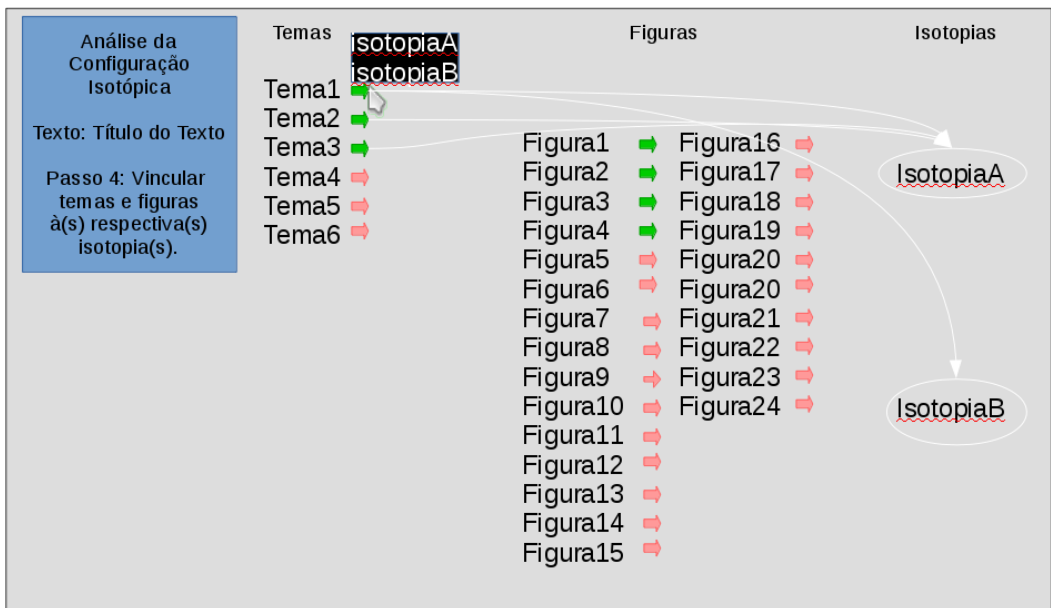 Análise da
Configuração
Isotópica
Texto: Título do Texto
Passo 4: Vincular
temas e figuras
à(s) respectiva(s)
isotopia(s).
Temas
isotopiaA
isotopiaB
Tema1
Tema2
Tema3
Tema4
Tema5
Tema6
Figuras
Figura1
Figura2
Figura3
Figura4
Figura5
Figura6
Figura7
Figura8
Figura9
Figura10
Figura11
Figura12
Figura13
Figura14
Figura15
Figura16
Figura17
Figura18
Figura19
Figura20
Figura20
Figura21
Figura22
Figura23
Figura24
Isotopias
IsotopiaA
IsotopiaB